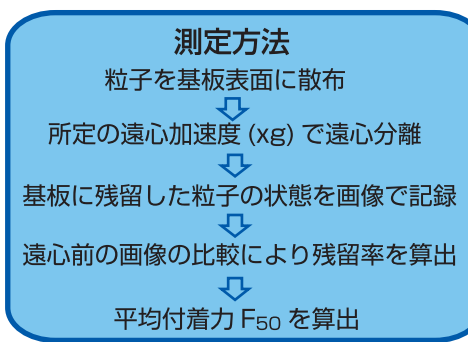 測定方法
粒子を基板表面に散布
所定の遠心加速度 (xg) で遠心分離
基板に残留した粒子の状態を画像で記録
遠心前の画像の比較により残留率を算出
平均付着力 F50 を算出